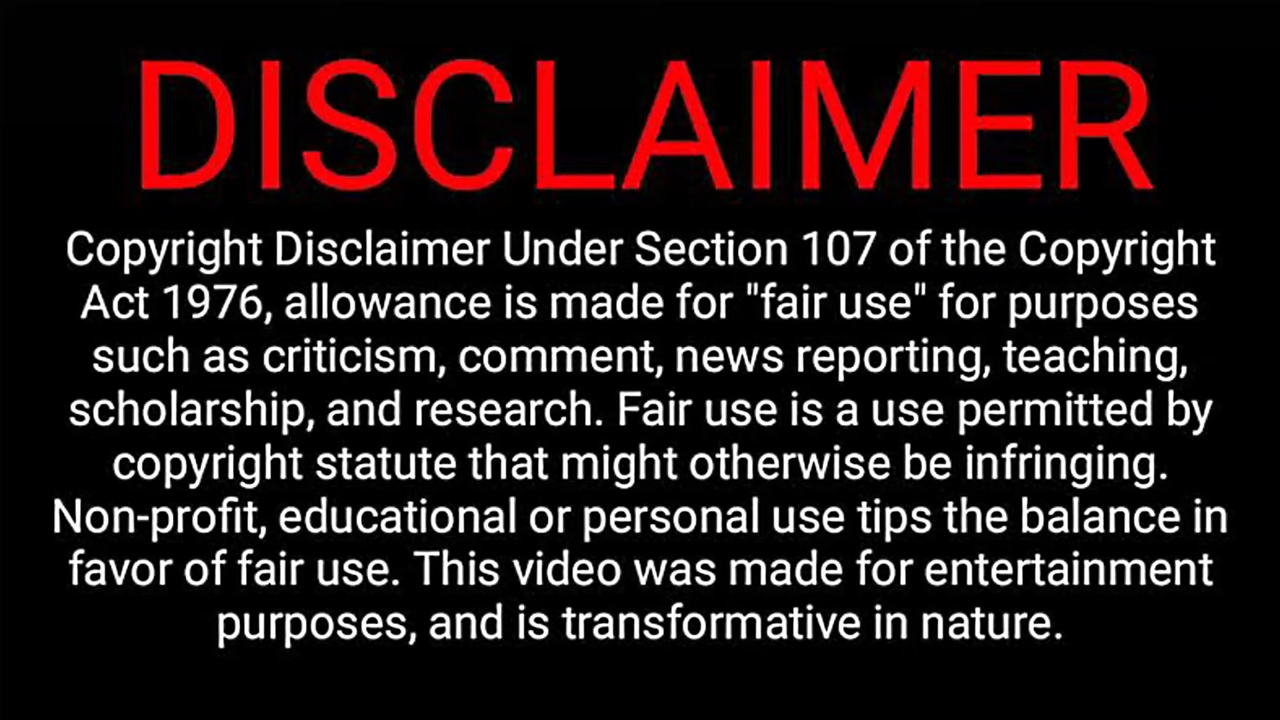 DISCLAIMER
Copyright Disclaimer Under Section 107 of the Copyright
Act 1976, allowance is made for "fair use" for purposes
such as criticism, comment, news reporting, teaching,
scholarship, and research. Fair use is a use permitted by
copyright statute that might otherwise be infringing.
Non-profit, educational or personal use tips the balance in
favor of fair use. This video was made for entertainment
purposes, and is transformative in nature.